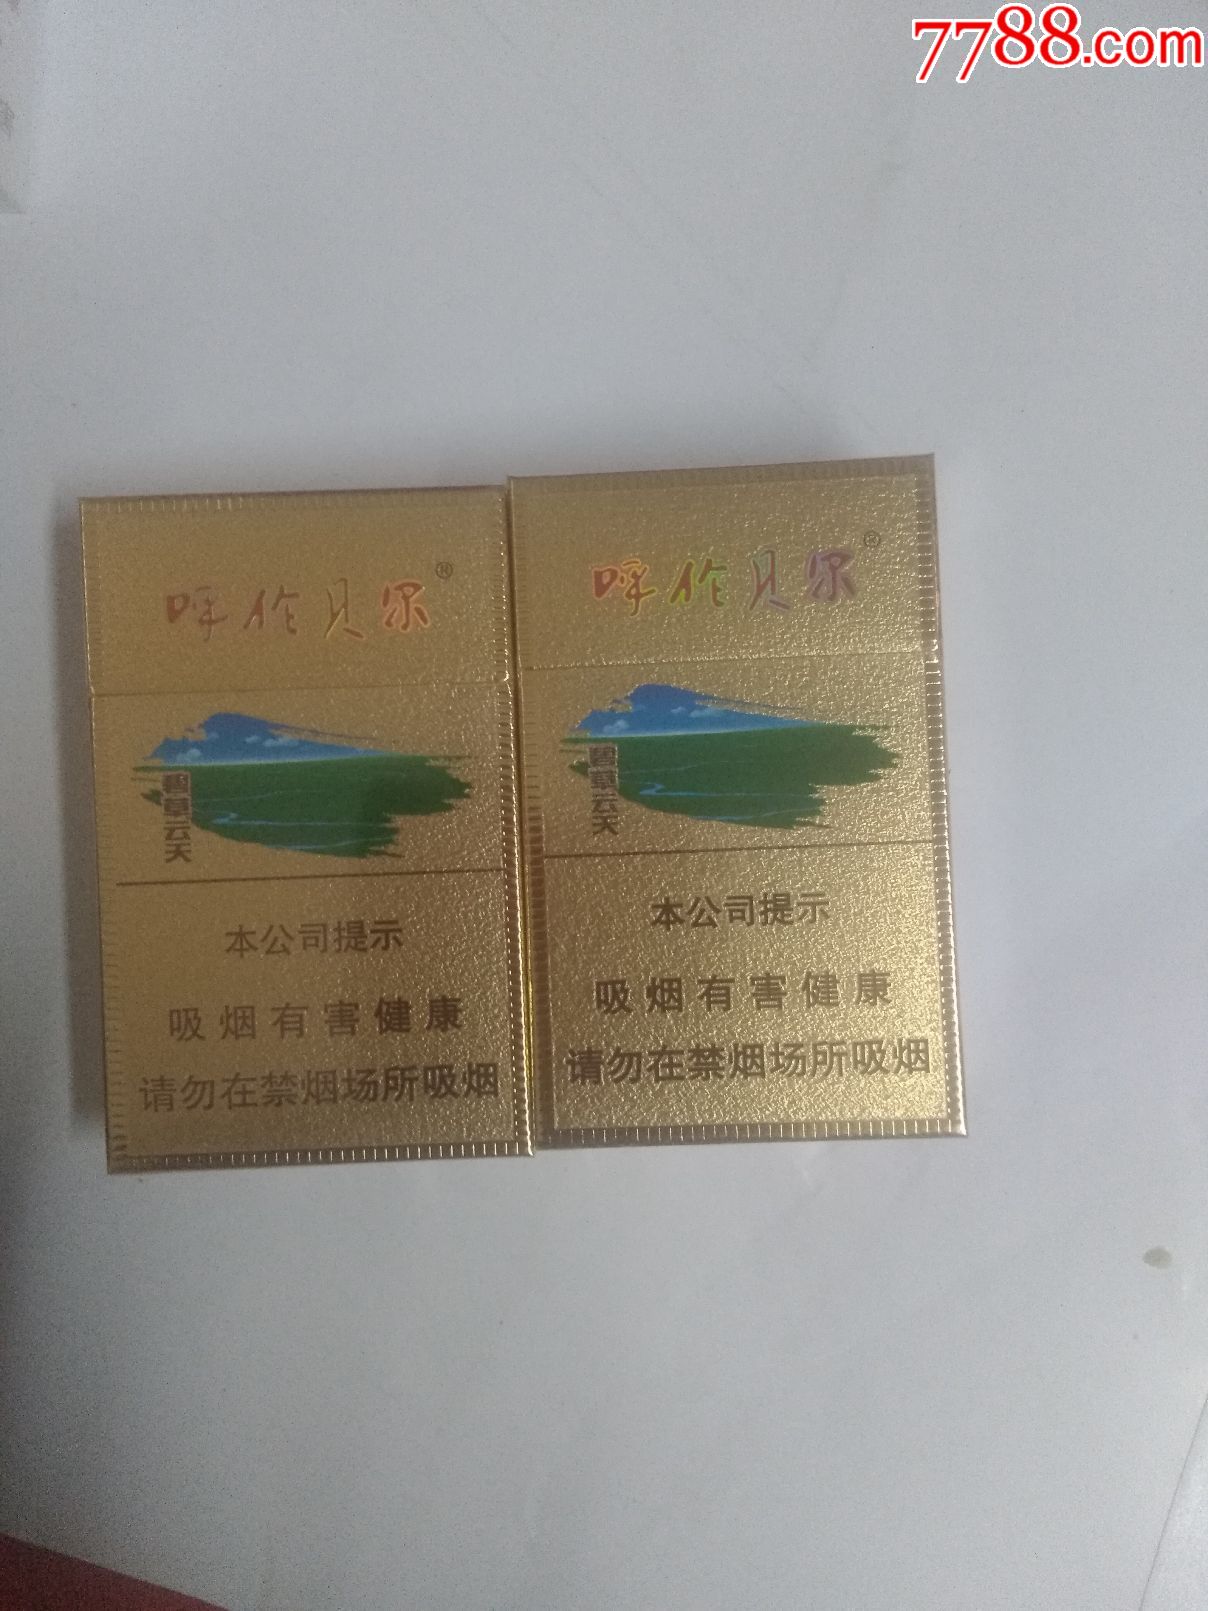 7788.com
呼伦贝尔®
碧草云天
本公司提示
吸烟有害健康
请勿在禁烟场所吸烟
呼伦贝尔®
碧草云天
本公司提示
吸烟有害健康
请勿在禁烟场所吸烟